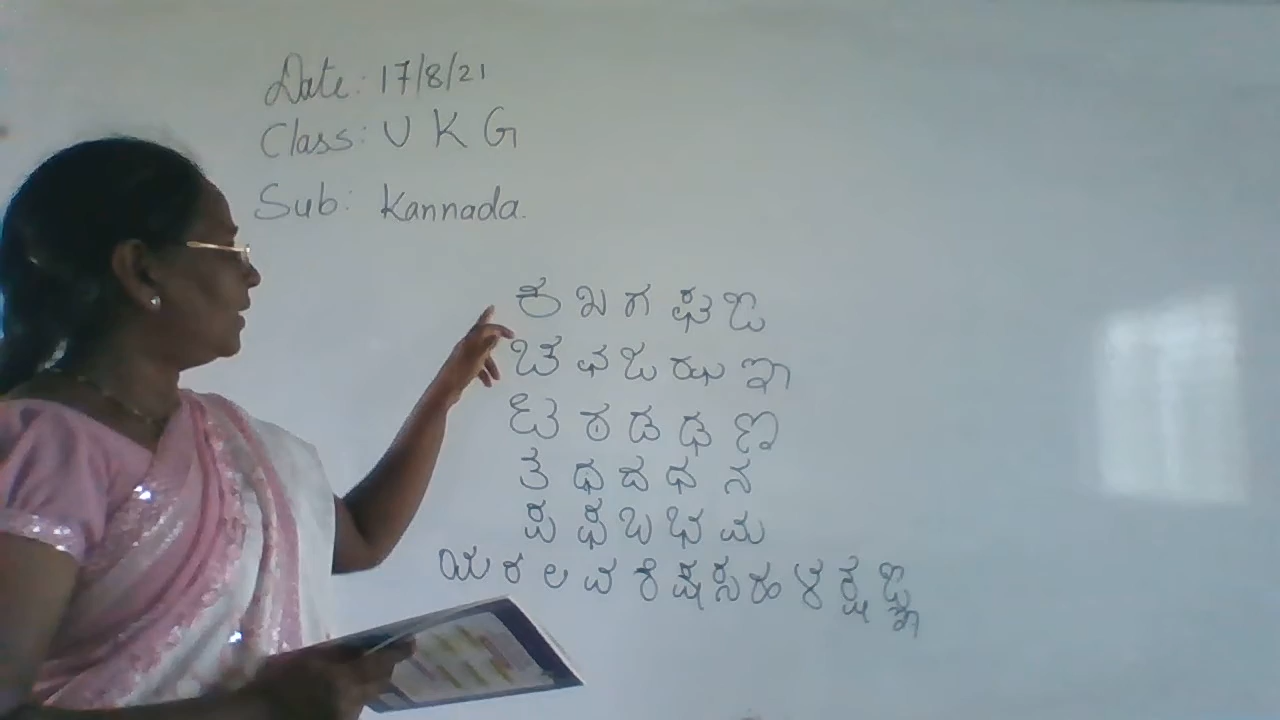 Date: 17/8/21
Class: U K G
Sub: Kannada.
ಕ ಖ ಗ ಘ ಙ
ಚ ಛ ಜ ಝ ಞ
ಟ ಠ ಡ ಢ ಣ
ತ ಥ ದ ಧ ನ
ಪ ಫ ಬ ಭ ಮ
ಯ ರ ಲ ವ ಶ ಷ ಸ ಹ ಳ ಕ್ಷ ಜ್ಞ